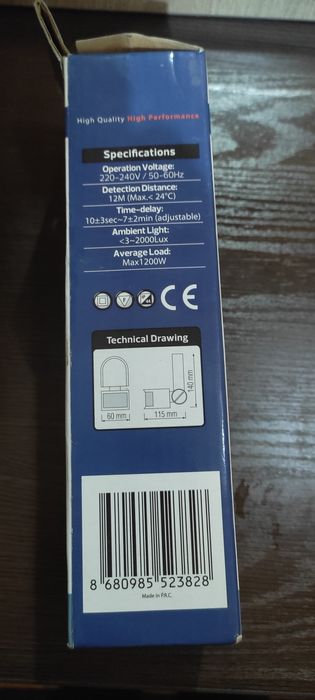 High Quality High Performance
Specifications
Operation Voltage:
220-240V / 50-60Hz
Detection Distance:
12M (Max.< 24°C)
Time-delay:
10±3sec~7±2min (adjustable)
Ambient Light:
<3~2000Lux
Average Load:
Max1200W
CE
Technical Drawing
140 mm
60 mm
115 mm
8 680985 523828
Made in P.R.C.